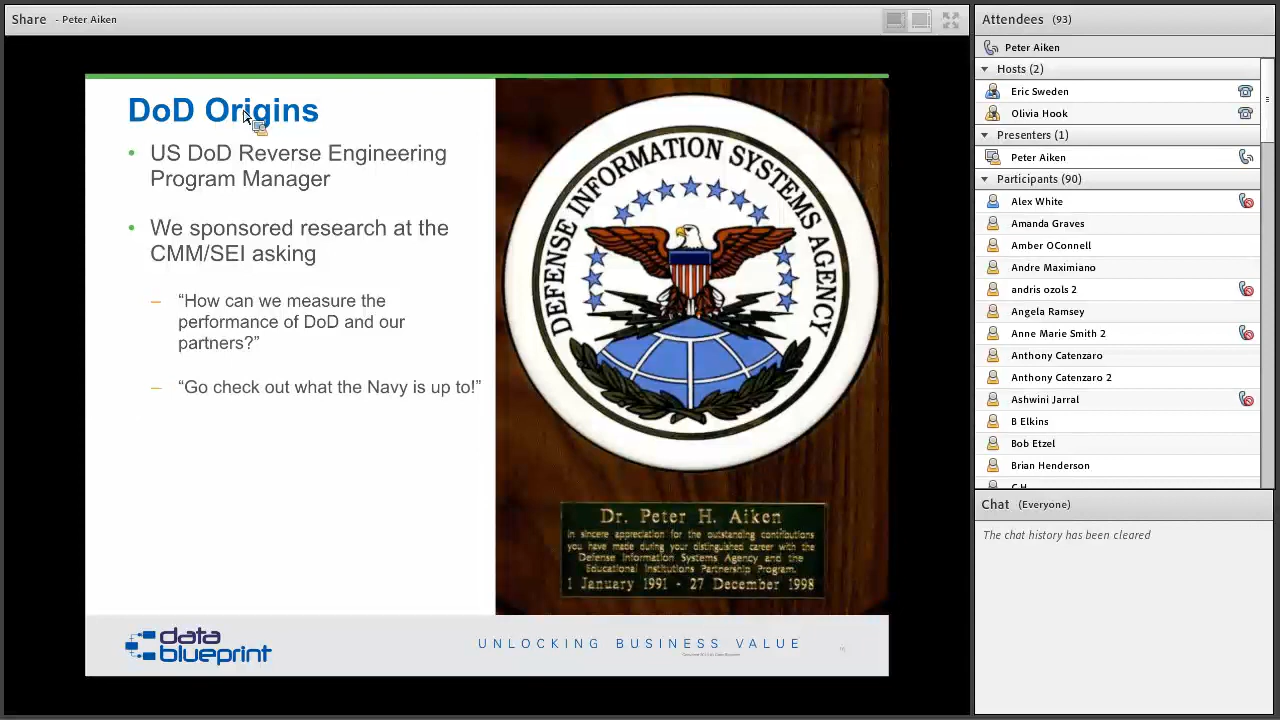 Share - Peter Aiken
DoD Origins
• US DoD Reverse Engineering
Program Manager
• We sponsored research at the
CMM/SEI asking
– “How can we measure the
performance of DoD and our
partners?”
– “Go check out what the Navy is up to!”
DEFENSE INFORMATION SYSTEMS AGENCY
Dr. Peter H. Aiken
In sincere appreciation for the outstanding contributions
you have made during your distinguished career with the
Defense Information Systems Agency and the
Educational Institutions Partnership Program.
1 January 1991 - 27 December 1998
data
blueprint
UNLOCKING BUSINESS VALUE
Attendees (93)
Peter Aiken
Hosts (2)
Eric Sweden
Olivia Hook
Presenters (1)
Peter Aiken
Participants (90)
Alex White
Amanda Graves
Amber OConnell
Andre Maximiano
andris ozols 2
Angela Ramsey
Anne Marie Smith 2
Anthony Catenzaro
Anthony Catenzaro 2
Ashwini Jarral
B Elkins
Bob Etzel
Brian Henderson
Chat (Everyone)
The chat history has been cleared